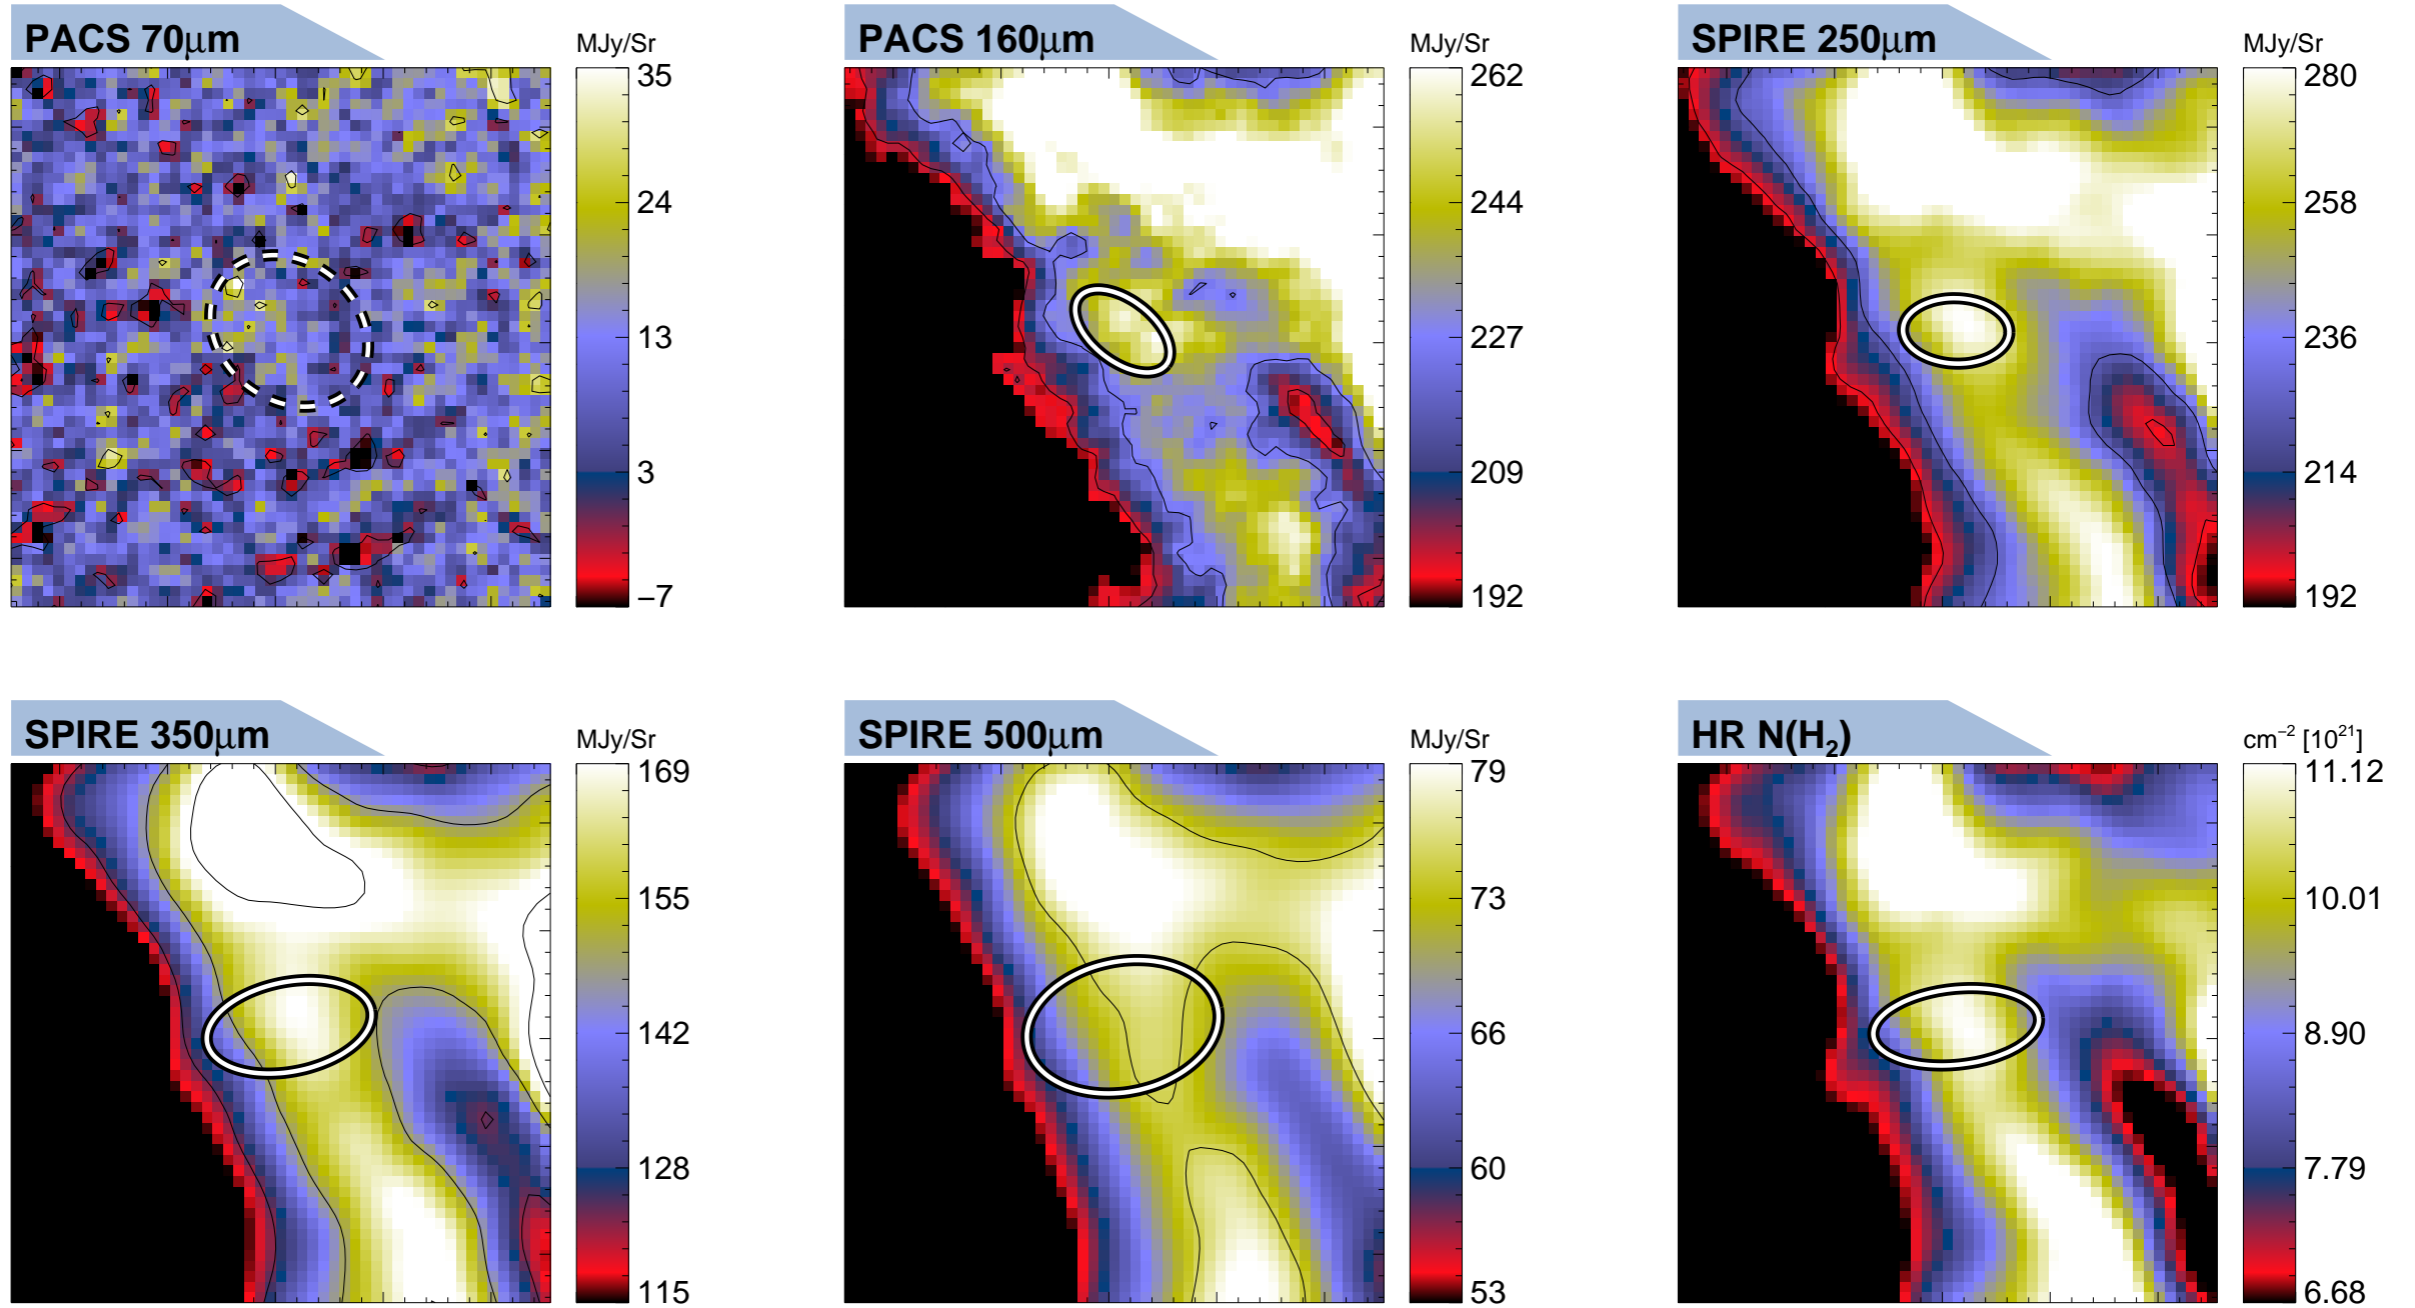 PACS 70μm
MJy/Sr
35
24
13
3
−7
PACS 160μm
MJy/Sr
262
244
227
209
192
SPIRE 250μm
MJy/Sr
280
258
236
214
192
SPIRE 350μm
MJy/Sr
169
155
142
128
115
SPIRE 500μm
MJy/Sr
79
73
66
60
53
HR N(H₂)
cm⁻² [10²¹]
11.12
10.01
8.90
7.79
6.68